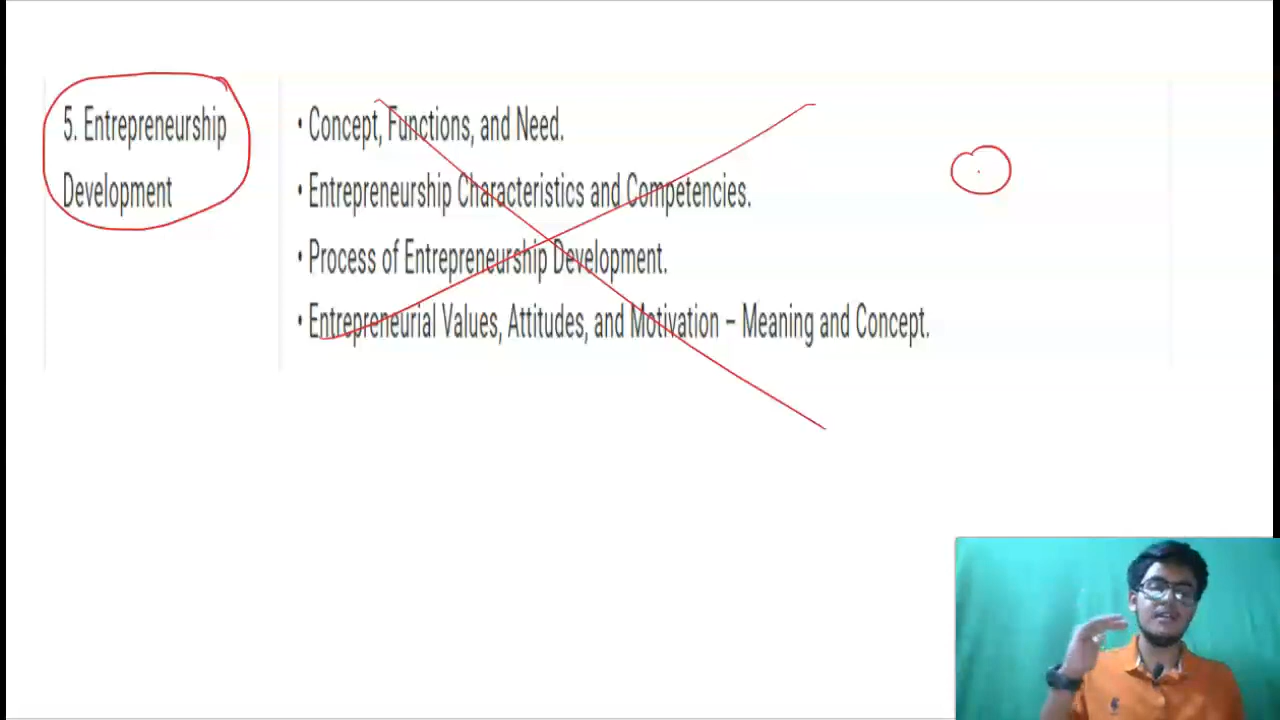 5. Entrepreneurship
Development
• Concept, Functions, and Need.
• Entrepreneurship Characteristics and Competencies.
• Process of Entrepreneurship Development.
• Entrepreneurial Values, Attitudes, and Motivation – Meaning and Concept.